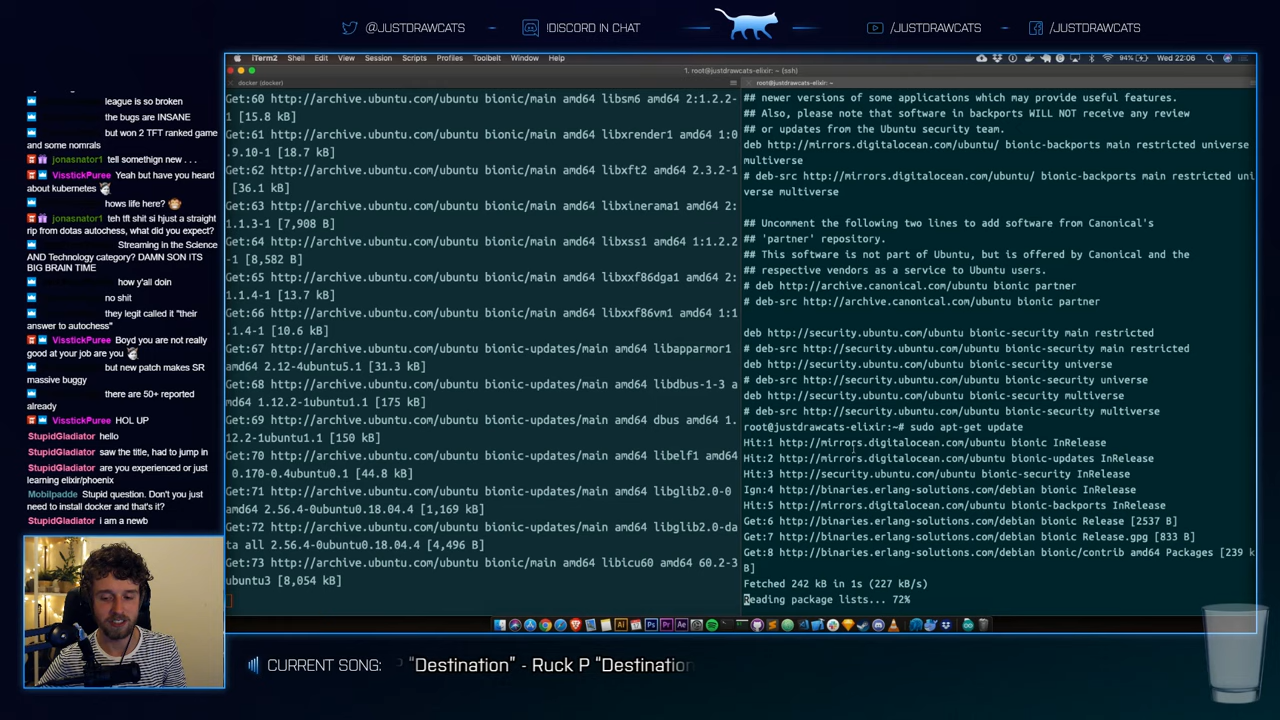 @JUSTDRAWCATS
!DISCORD IN CHAT
/JUSTDRAWCATS
/JUSTDRAWCATS
iTerm2 Shell Edit View Session Scripts Profiles Toolbelt Window Help
94% Wed 22:06
1. root@justdrawcats-elixir: ~ (ssh)
docker (docker)
root@justdrawcats-elixir: ~
league is so broken
the bugs are INSANE
but won 2 TFT ranked game
and some nomrals
jonasnator1 tell somethign new . . .
VisstickPuree Yeah but have you heard
about kubernetes
hows life here?
jonasnator1 teh tft shit si hjust a straight
rip from dotas autochess, what did you expect?
Streaming in the Science
AND Technology category? DAMN SON ITS
BIG BRAIN TIME
how y'all doin
no shit
they legit called it "their
answer to autochess"
VisstickPuree Boyd you are not really
good at your job are you
but new patch makes SR
massive buggy
there are 50+ reported
already
VisstickPuree HOL UP
StupidGladiator hello
StupidGladiator saw the title, had to jump in
StupidGladiator are you experienced or just
learning elixir/phoenix
Mobilpadde Stupid question. Don't you just
need to install docker and that's it?
StupidGladiator i am a newb
Get:60 http://archive.ubuntu.com/ubuntu bionic/main amd64 libsm6 amd64 2:1.2.2-
1 [15.8 kB]
Get:61 http://archive.ubuntu.com/ubuntu bionic/main amd64 libxrender1 amd64 1:0
.9.10-1 [18.7 kB]
Get:62 http://archive.ubuntu.com/ubuntu bionic/main amd64 libxft2 amd64 2.3.2-1
[36.1 kB]
Get:63 http://archive.ubuntu.com/ubuntu bionic/main amd64 libxinerama1 amd64 2:
1.1.3-1 [7,908 B]
Get:64 http://archive.ubuntu.com/ubuntu bionic/main amd64 libxss1 amd64 1:1.2.2
-1 [8,582 B]
Get:65 http://archive.ubuntu.com/ubuntu bionic/main amd64 libxxf86dga1 amd64 2:
1.1.4-1 [13.7 kB]
Get:66 http://archive.ubuntu.com/ubuntu bionic/main amd64 libxxf86vm1 amd64 1:1
.1.4-1 [10.6 kB]
Get:67 http://archive.ubuntu.com/ubuntu bionic-updates/main amd64 libapparmor1
amd64 2.12-4ubuntu5.1 [31.3 kB]
Get:68 http://archive.ubuntu.com/ubuntu bionic-updates/main amd64 libdbus-1-3 a
md64 1.12.2-1ubuntu1.1 [175 kB]
Get:69 http://archive.ubuntu.com/ubuntu bionic-updates/main amd64 dbus amd64 1.
12.2-1ubuntu1.1 [150 kB]
Get:70 http://archive.ubuntu.com/ubuntu bionic-updates/main amd64 libelf1 amd64
0.170-0.4ubuntu0.1 [44.8 kB]
Get:71 http://archive.ubuntu.com/ubuntu bionic-updates/main amd64 libglib2.0-0
amd64 2.56.4-0ubuntu0.18.04.4 [1,169 kB]
Get:72 http://archive.ubuntu.com/ubuntu bionic-updates/main amd64 libglib2.0-da
ta all 2.56.4-0ubuntu0.18.04.4 [4,496 B]
Get:73 http://archive.ubuntu.com/ubuntu bionic/main amd64 libicu60 amd64 60.2-3
ubuntu3 [8,054 kB]
## newer versions of some applications which may provide useful features.
## Also, please note that software in backports WILL NOT receive any review
## or updates from the Ubuntu security team.
deb http://mirrors.digitalocean.com/ubuntu/ bionic-backports main restricted universe
multiverse
# deb-src http://mirrors.digitalocean.com/ubuntu/ bionic-backports main restricted uni
verse multiverse
## Uncomment the following two lines to add software from Canonical's
## 'partner' repository.
## This software is not part of Ubuntu, but is offered by Canonical and the
## respective vendors as a service to Ubuntu users.
# deb http://archive.canonical.com/ubuntu bionic partner
# deb-src http://archive.canonical.com/ubuntu bionic partner
deb http://security.ubuntu.com/ubuntu bionic-security main restricted
# deb-src http://security.ubuntu.com/ubuntu bionic-security main restricted
deb http://security.ubuntu.com/ubuntu bionic-security universe
# deb-src http://security.ubuntu.com/ubuntu bionic-security universe
deb http://security.ubuntu.com/ubuntu bionic-security multiverse
# deb-src http://security.ubuntu.com/ubuntu bionic-security multiverse
root@justdrawcats-elixir:~# sudo apt-get update
Hit:1 http://mirrors.digitalocean.com/ubuntu bionic InRelease
Hit:2 http://mirrors.digitalocean.com/ubuntu bionic-updates InRelease
Hit:3 http://security.ubuntu.com/ubuntu bionic-security InRelease
Ign:4 http://binaries.erlang-solutions.com/debian bionic InRelease
Hit:5 http://mirrors.digitalocean.com/ubuntu bionic-backports InRelease
Get:6 http://binaries.erlang-solutions.com/debian bionic Release [2537 B]
Get:7 http://binaries.erlang-solutions.com/debian bionic Release.gpg [833 B]
Get:8 http://binaries.erlang-solutions.com/debian bionic/contrib amd64 Packages [239 k
B]
Fetched 242 kB in 1s (227 kB/s)
Reading package lists... 72%
CURRENT SONG: P "Destination" - Ruck P "Destination